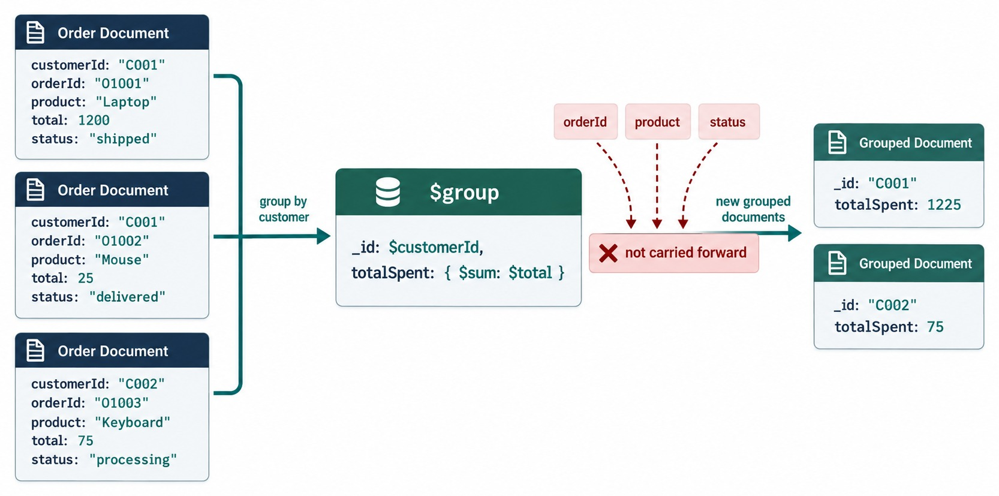 Order Document
customerId: "C001"
orderId: "O1001"
product: "Laptop"
total: 1200
status: "shipped"
Order Document
customerId: "C001"
orderId: "O1002"
product: "Mouse"
total: 25
status: "delivered"
Order Document
customerId: "C002"
orderId: "O1003"
product: "Keyboard"
total: 75
status: "processing"
group by
customer
$group
_id: $customerId,
totalSpent: { $sum: $total }
orderId
product
status
not carried forward
new grouped
documents
Grouped Document
_id: "C001"
totalSpent: 1225
Grouped Document
_id: "C002"
totalSpent: 75